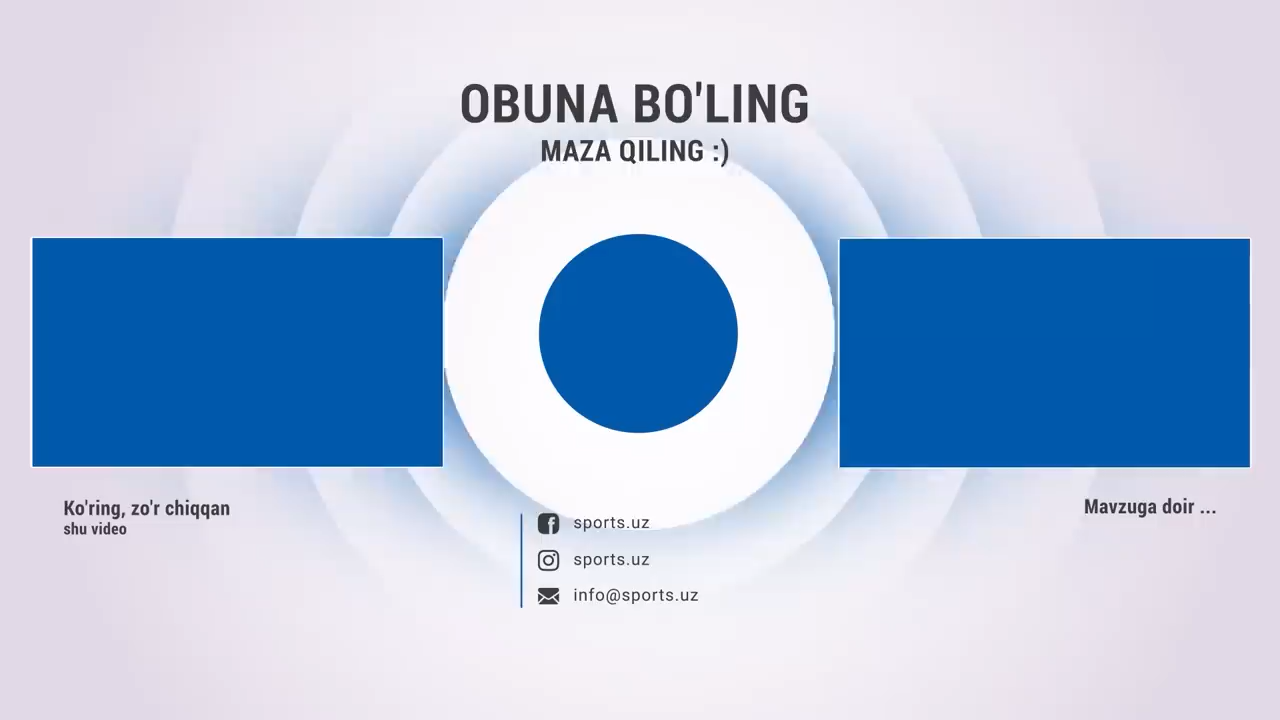 OBUNA BO'LING
MAZA QILING :)
Ko'ring, zo'r chiqqan
shu video
Mavzuga doir ...
sports.uz
sports.uz
info@sports.uz